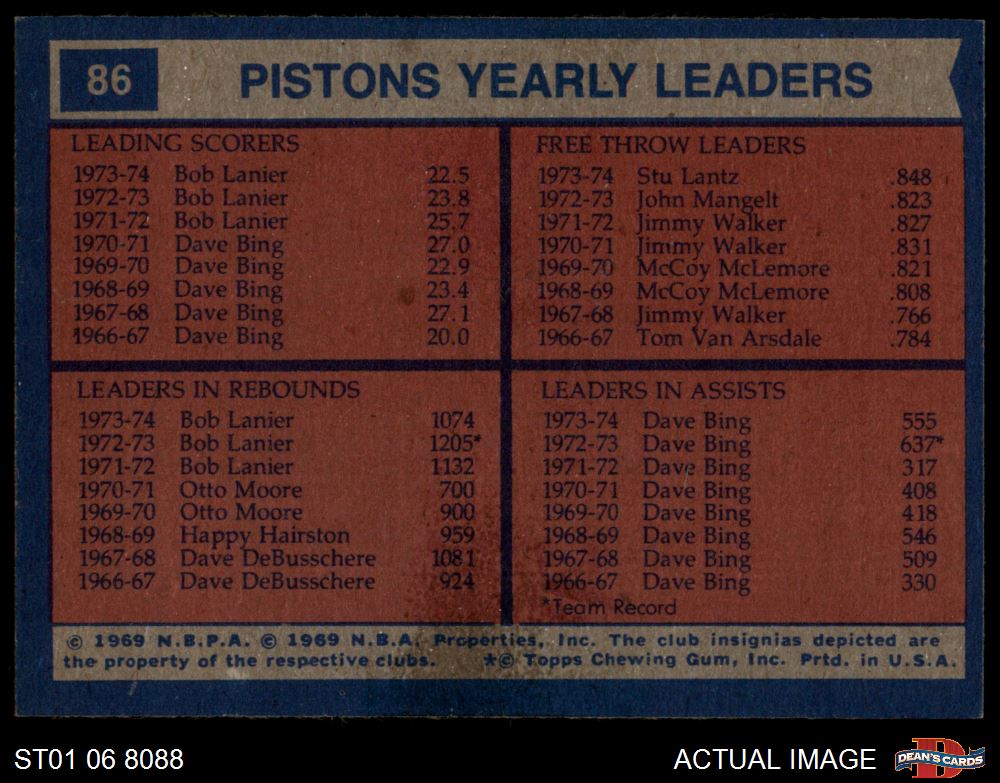 86 PISTONS YEARLY LEADERS
LEADING SCORERS
1973-74 Bob Lanier 22.5
1972-73 Bob Lanier 23.8
1971-72 Bob Lanier 25.7
1970-71 Dave Bing 27.0
1969-70 Dave Bing 22.9
1968-69 Dave Bing 23.4
1967-68 Dave Bing 27.1
1966-67 Dave Bing 20.0
FREE THROW LEADERS
1973-74 Stu Lantz .848
1972-73 John Mangelt .823
1971-72 Jimmy Walker .827
1970-71 Jimmy Walker .831
1969-70 McCoy McLemore .821
1968-69 McCoy McLemore .808
1967-68 Jimmy Walker .766
1966-67 Tom Van Arsdale .784
LEADERS IN REBOUNDS
1973-74 Bob Lanier 1074
1972-73 Bob Lanier 1205*
1971-72 Bob Lanier 1132
1970-71 Otto Moore 700
1969-70 Otto Moore 900
1968-69 Happy Hairston 959
1967-68 Dave DeBusschere 1081
1966-67 Dave DeBusschere 924
LEADERS IN ASSISTS
1973-74 Dave Bing 555
1972-73 Dave Bing 637*
1971-72 Dave Bing 317
1970-71 Dave Bing 408
1969-70 Dave Bing 418
1968-69 Dave Bing 546
1967-68 Dave Bing 509
1966-67 Dave Bing 330
*Team Record
© 1969 N.B.P.A. © 1969 N.B.A. Properties, Inc. The club insignias depicted are
the property of the respective clubs. *© Topps Chewing Gum, Inc. Prtd. in U.S.A.
ST01 06 8088 ACTUAL IMAGE D DEAN'S CARDS